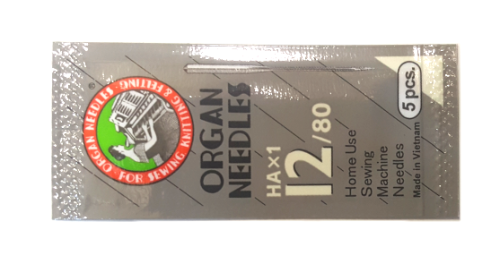 ORGAN NEEDLES
FOR SEWING KNITTING & FELTING
®
ORGAN
NEEDLES
HA×1
12/80
Home Use
Sewing
Machine
Needles
Made in Vietnam
5 pcs.